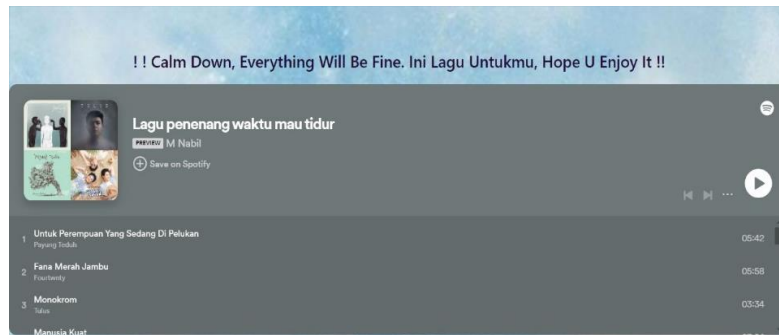 ! ! Calm Down, Everything Will Be Fine. Ini Lagu Untukmu, Hope U Enjoy It !!
TULUS
Lagu penenang waktu mau tidur
PREVIEW M Nabil
Save on Spotify
1 Untuk Perempuan Yang Sedang Di Pelukan 05:42
Payung Teduh
2 Fana Merah Jambu 05:58
Fourtwnty
3 Monokrom 03:34
Tulus
Manusia Kuat